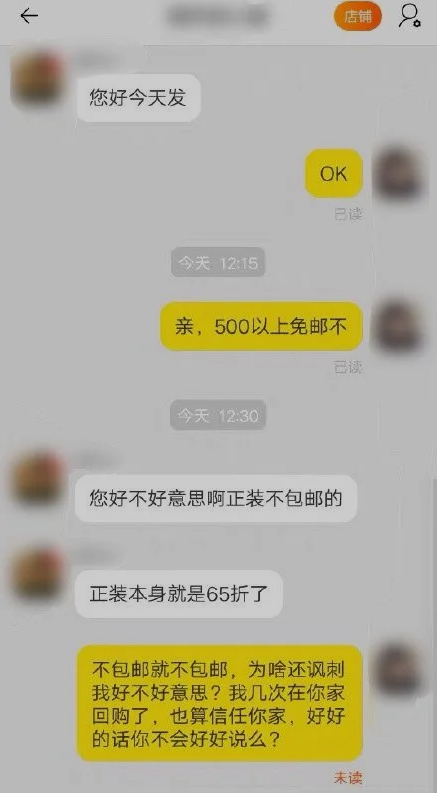 店铺
您好今天发
OK
已读
今天 12:15
亲，500以上免邮不
已读
今天 12:30
您好不好意思啊正装不包邮的
正装本身就是65折了
不包邮就不包邮，为啥还讽刺
我好不好意思？我几次在你家
回购了，也算信任你家，好好
的话你不会好好说么？
未读